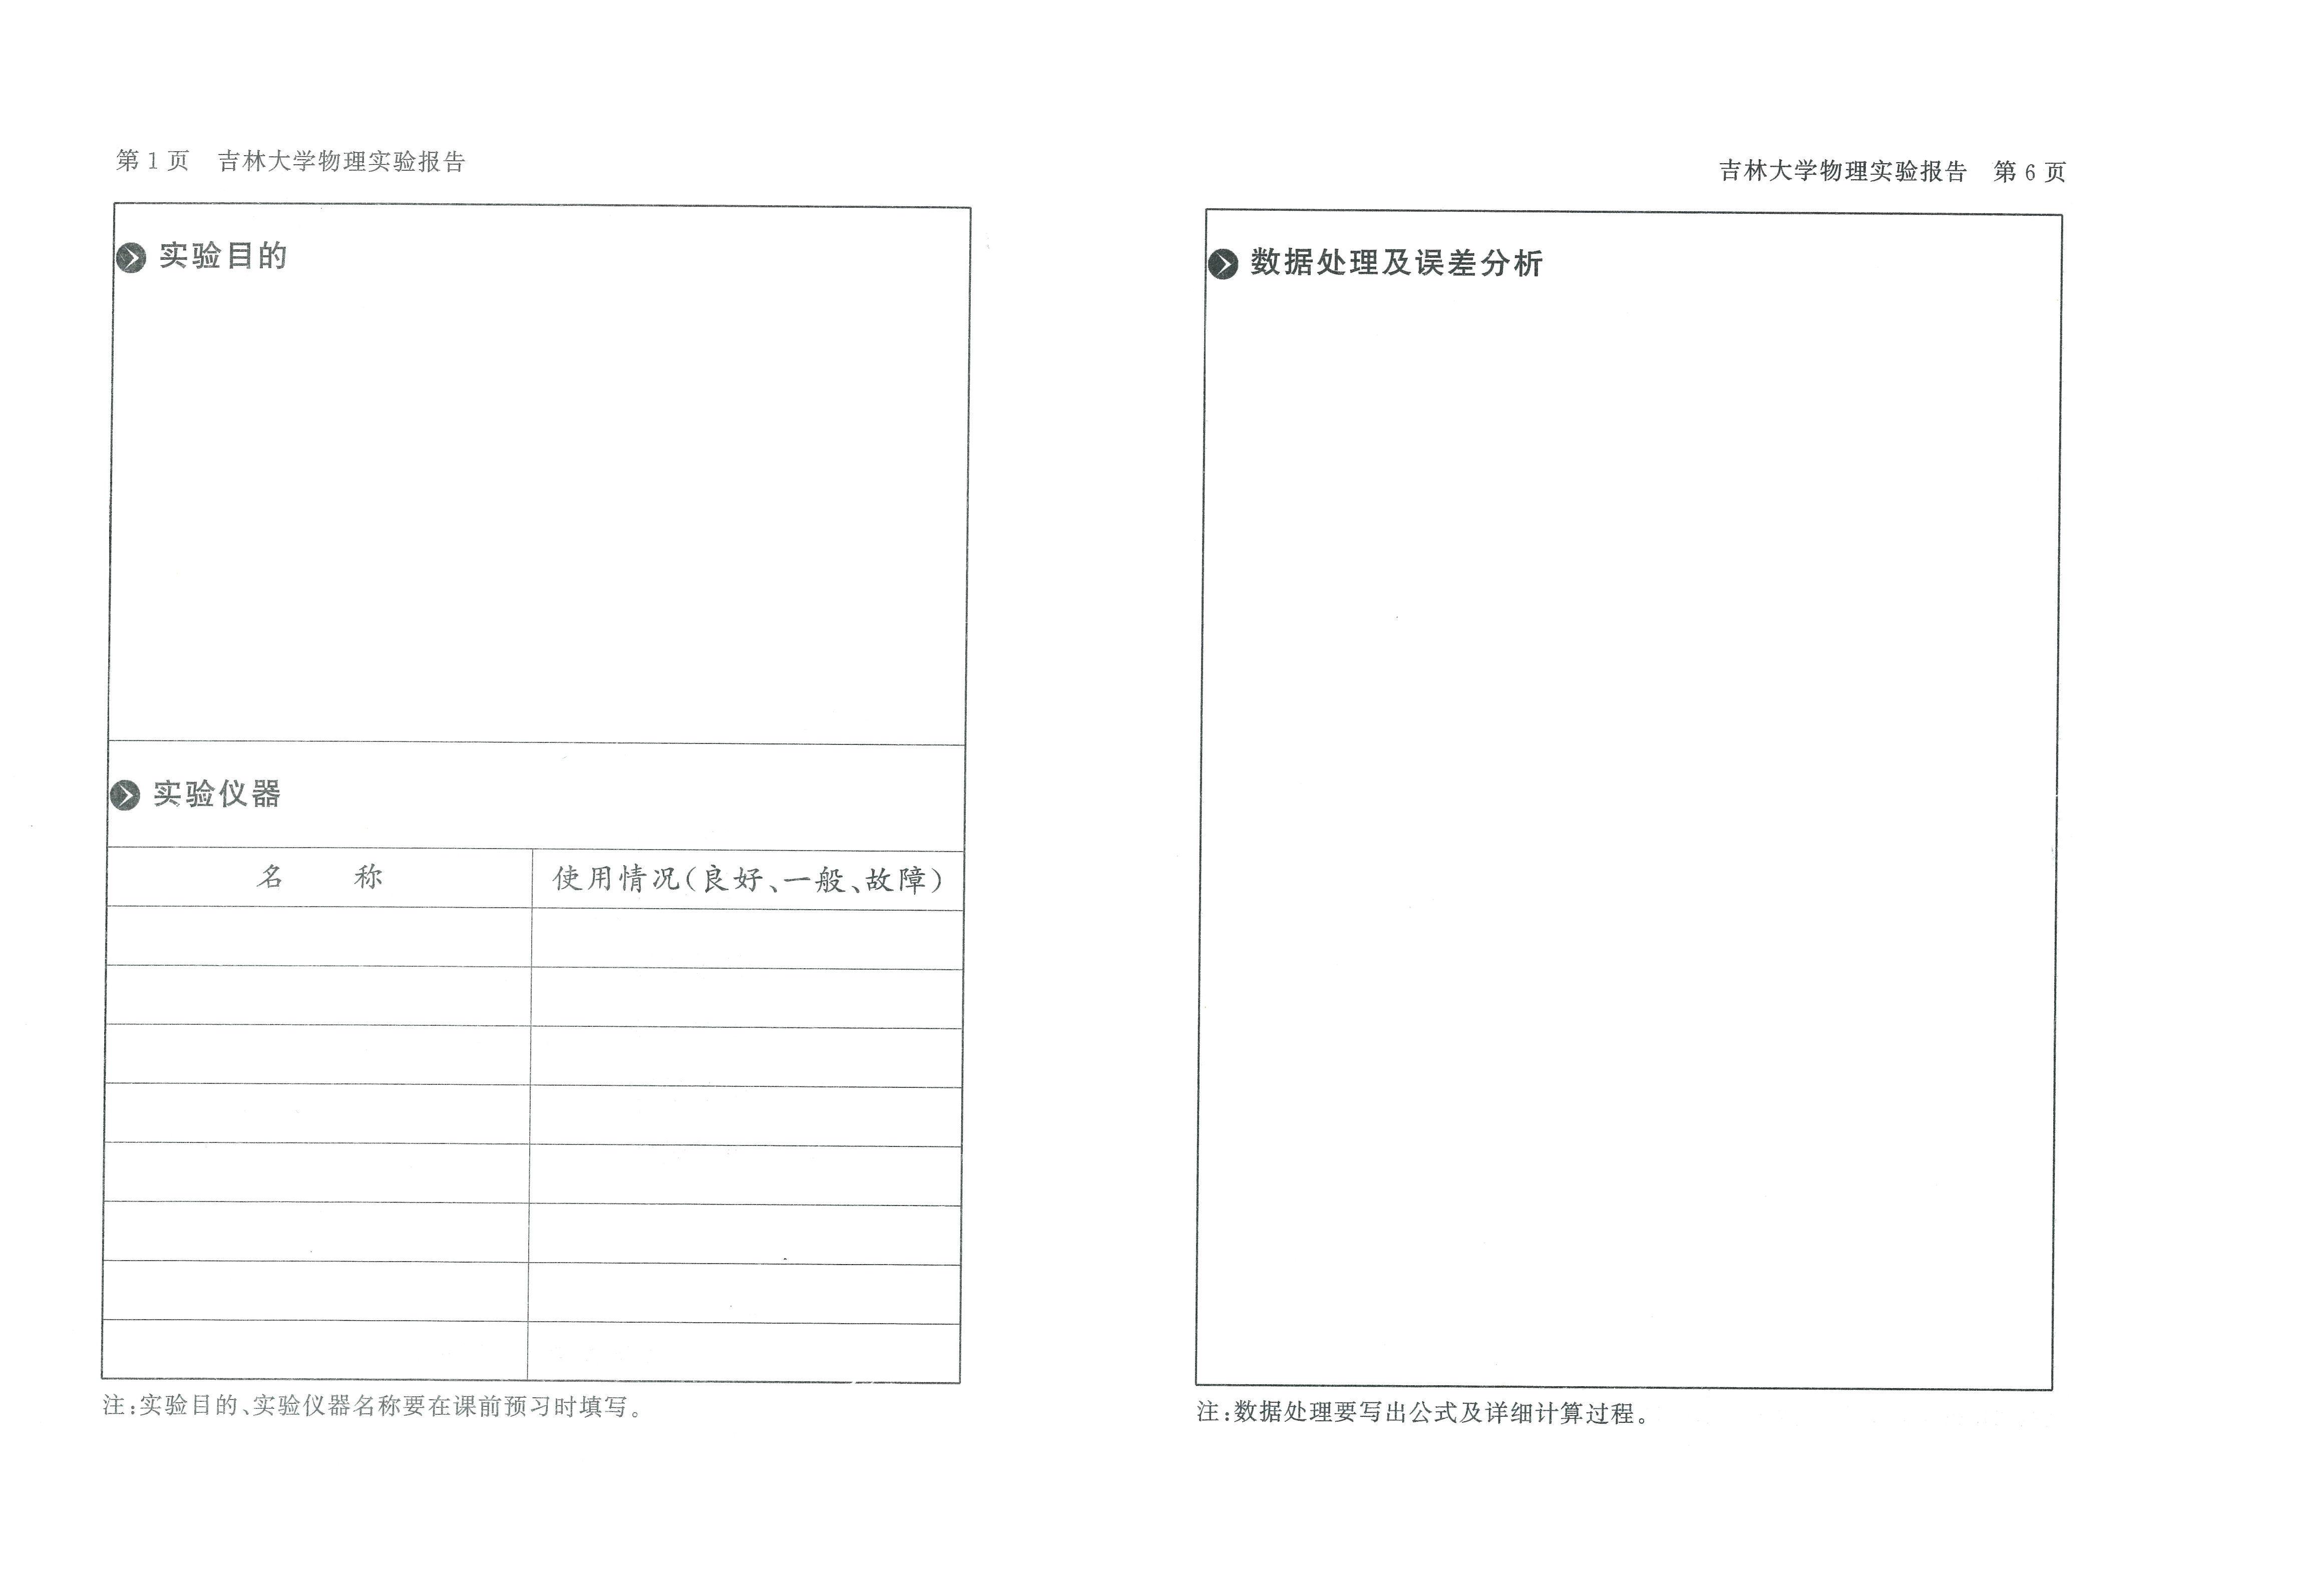 第1页 吉林大学物理实验报告
实验目的
实验仪器
名 称 使用情况(良好、一般、故障)
注:实验目的、实验仪器名称要在课前预习时填写。
吉林大学物理实验报告 第6页
数据处理及误差分析
注:数据处理要写出公式及详细计算过程。